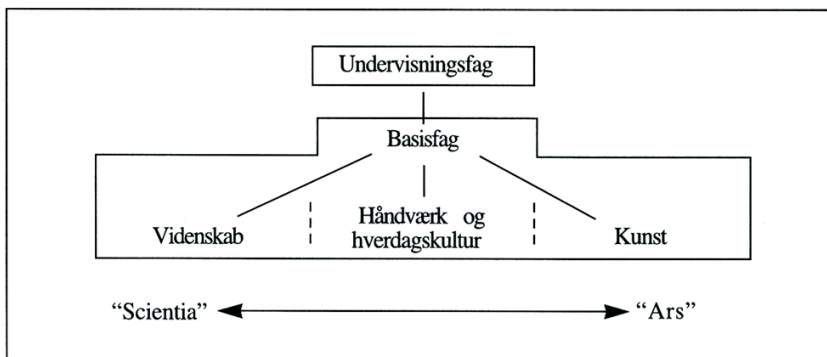 Undervisningsfag
Basisfag
Videnskab
Håndværk og
hverdagskultur
Kunst
“Scientia”
“Ars”